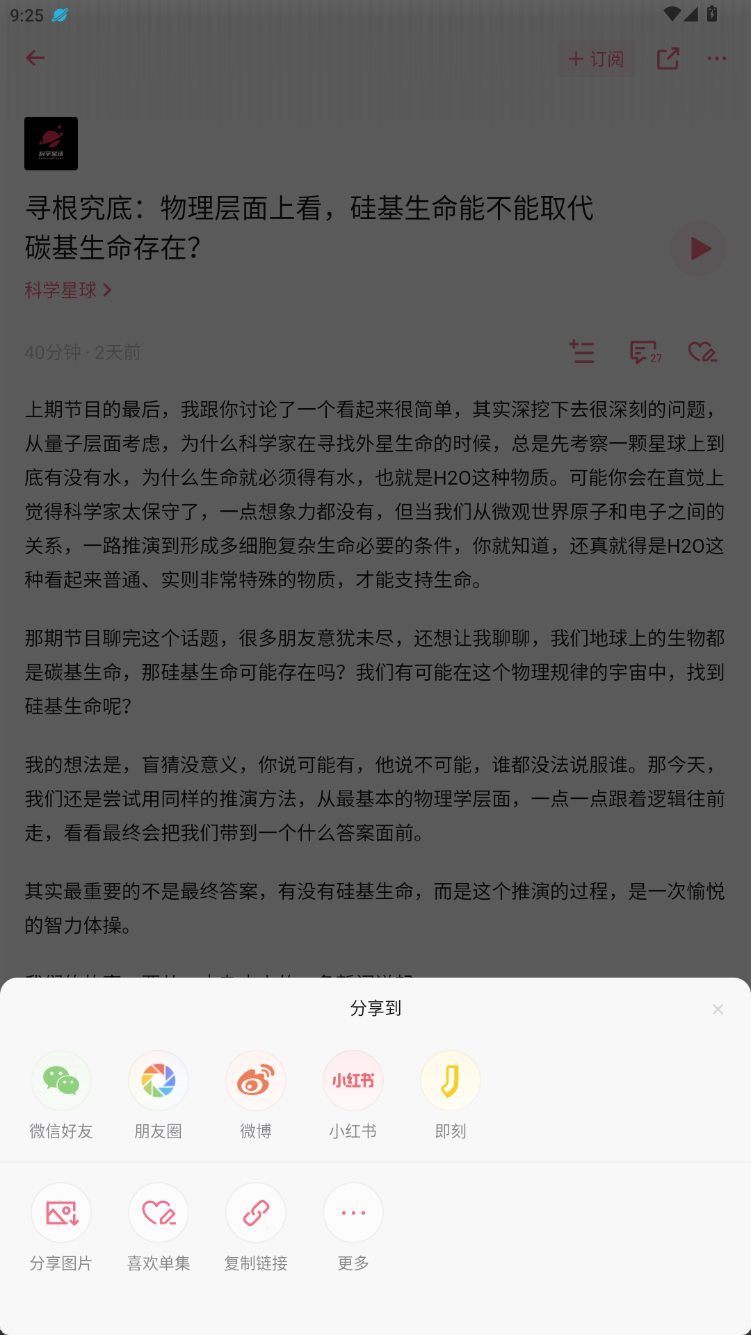 9:25
+ 订阅
科学星球
寻根究底：物理层面上看，硅基生命能不能取代
碳基生命存在？
科学星球
40分钟 · 2天前
27
上期节目的最后，我跟你讨论了一个看起来很简单，其实深挖下去很深刻的问题，
从量子层面考虑，为什么科学家在寻找外星生命的时候，总是先考察一颗星球上到
底有没有水，为什么生命就必须得有水，也就是H2O这种物质。可能你会在直觉上
觉得科学家太保守了，一点想象力都没有，但当我们从微观世界原子和电子之间的
关系，一路推演到形成多细胞复杂生命必要的条件，你就知道，还真就得是H2O这
种看起来普通、实则非常特殊的物质，才能支持生命。
那期节目聊完这个话题，很多朋友意犹未尽，还想让我聊聊，我们地球上的生物都
是碳基生命，那硅基生命可能存在吗？我们有可能在这个物理规律的宇宙中，找到
硅基生命呢？
我的想法是，盲猜没意义，你说可能有，他说不可能，谁都没法说服谁。那今天，
我们还是尝试用同样的推演方法，从最基本的物理学层面，一点一点跟着逻辑往前
走，看看最终会把我们带到一个什么答案面前。
其实最重要的不是最终答案，有没有硅基生命，而是这个推演的过程，是一次愉悦
的智力体操。
分享到
小红书
微信好友
朋友圈
微博
小红书
即刻
分享图片
喜欢单集
复制链接
更多